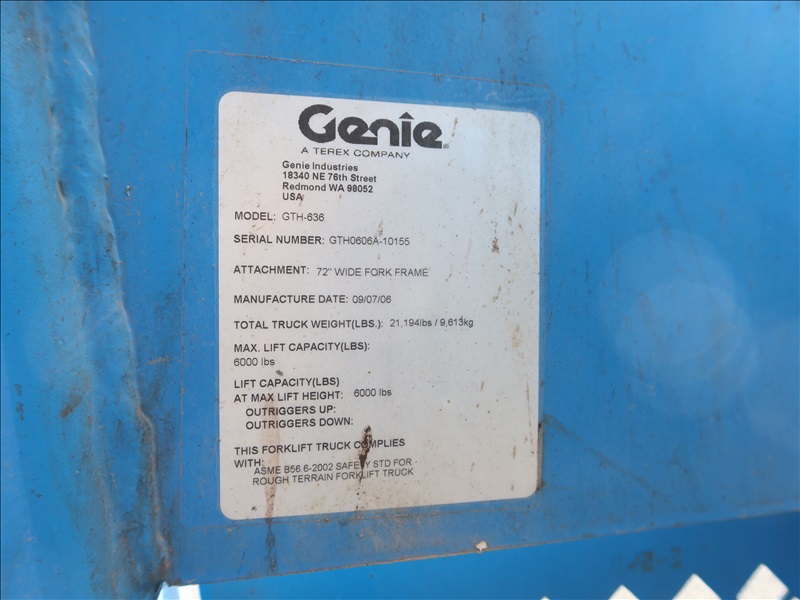 Genie
A TEREX COMPANY
Genie Industries
18340 NE 76th Street
Redmond WA 98052
USA
MODEL: GTH-636
SERIAL NUMBER: GTH0606A-10155
ATTACHMENT: 72" WIDE FORK FRAME
MANUFACTURE DATE: 09/07/06
TOTAL TRUCK WEIGHT(LBS.): 21,194lbs / 9,613kg
MAX. LIFT CAPACITY(LBS):
6000 lbs
LIFT CAPACITY(LBS)
AT MAX LIFT HEIGHT: 6000 lbs
OUTRIGGERS UP:
OUTRIGGERS DOWN:
THIS FORKLIFT TRUCK COMPLIES
WITH:
ASME B56.6-2002 SAFETY STD FOR
ROUGH TERRAIN FORKLIFT TRUCK